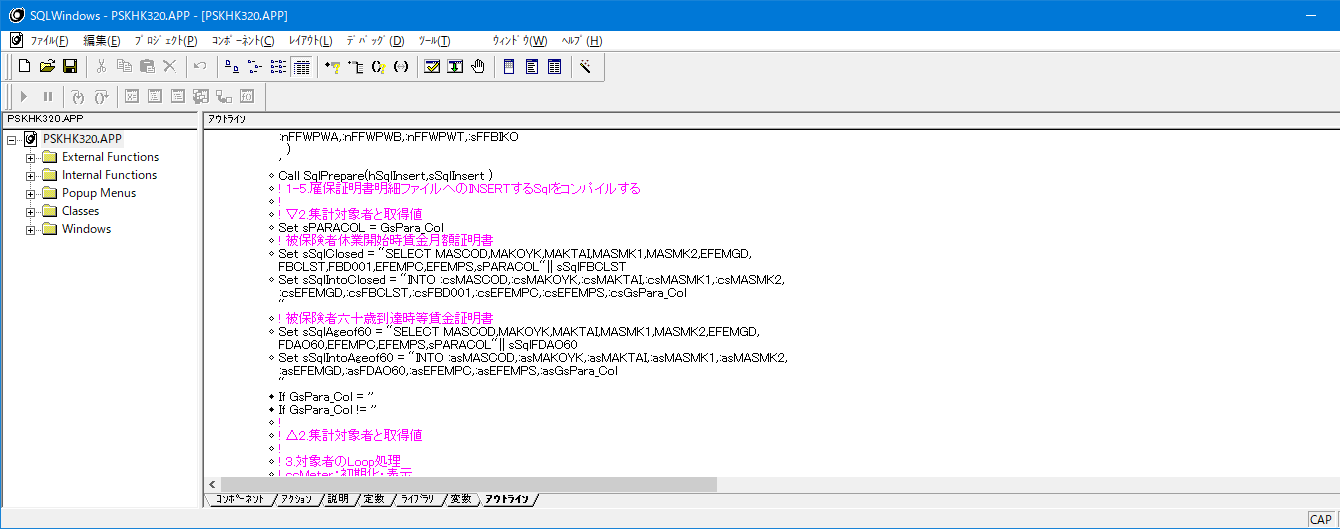 SQLWindows - PSKHK320.APP - [PSKHK320.APP]
ﾌｧｲﾙ(F) 編集(E) ﾌﾟﾛｼﾞｪｸﾄ(P) ｺﾝﾎﾟｰﾈﾝﾄ(C) ﾚｲｱｳﾄ(L) ﾃﾞﾊﾞｯｸﾞ(D) ﾂｰﾙ(T) ｳｨﾝﾄﾞｳ(W) ﾍﾙﾌﾟ(H)
PSKHK320.APP
PSKHK320.APP
External Functions
Internal Functions
Popup Menus
Classes
Windows
ｱｳﾄﾗｲﾝ
:nFFWPWA,:nFFWPWB,:nFFWPWT,:sFFBIKO
)
,
Call SqlPrepare(hSqlInsert,sSqlInsert )
! 1-5.雇保証明書明細ファイルへのINSERTするSqlをコンパイルする
!
! ▽2.集計対象者と取得値
Set sPARACOL = GsPara_Col
! 被保険者休業開始時賃金月額証明書
Set sSqlClosed = "SELECT MASCOD,MAKOYK,MAKTAI,MASMK1,MASMK2,EFEMGD,
FBCLST,FBD001,EFEMPC,EFEMPS,sPARACOL"|| sSqlFBCLST
Set sSqlIntoClosed = "INTO :csMASCOD,:csMAKOYK,:csMAKTAI,:csMASMK1,:csMASMK2,
:csEFEMGD,:csFBCLST,:csFBD001,:csEFEMPC,:csEFEMPS,:csGsPara_Col
"
! 被保険者六十歳到達時等賃金証明書
Set sSqlAgeof60 = "SELECT MASCOD,MAKOYK,MAKTAI,MASMK1,MASMK2,EFEMGD,
FDAO60,EFEMPC,EFEMPS,sPARACOL"|| sSqlFDAO60
Set sSqlIntoAgeof60 = "INTO :asMASCOD,:asMAKOYK,:asMAKTAI,:asMASMK1,:asMASMK2,
:asEFEMGD,:asFDAO60,:asEFEMPC,:asEFEMPS,:asGsPara_Col
"
If GsPara_Col = ''
If GsPara_Col != ''
!
! △2.集計対象者と取得値
!
! 3.対象者のLoop処理
! ccMeter:初期化・表示
ｺﾝﾎﾟｰﾈﾝﾄ ｱｸｼｮﾝ 説明 定数 ﾗｲﾌﾞﾗﾘ 変数 ｱｳﾄﾗｲﾝ
CAP